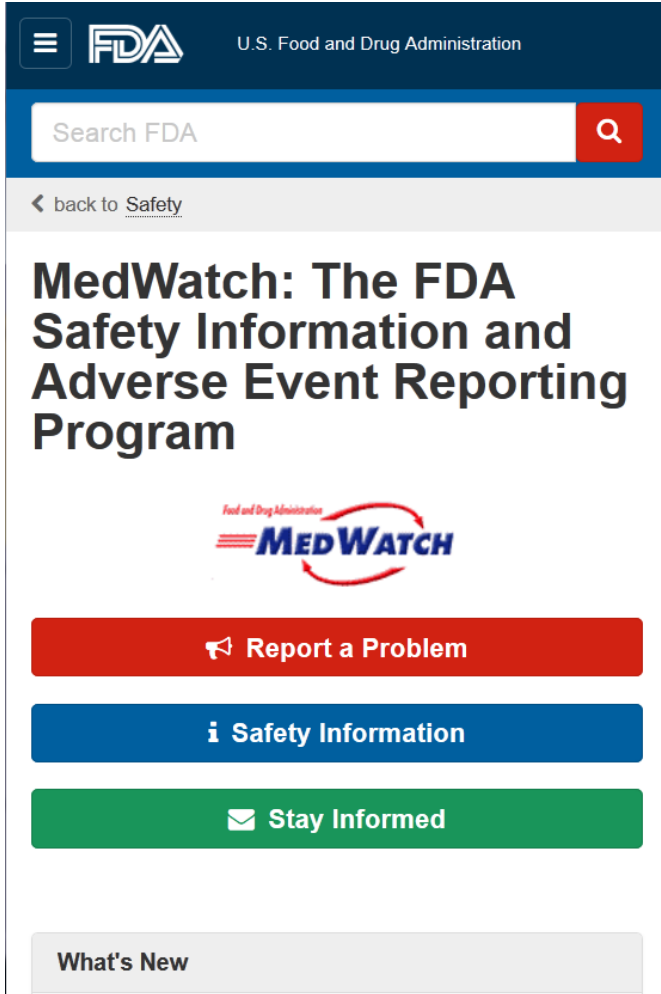 FDA U.S. Food and Drug Administration
Search FDA
back to Safety
MedWatch: The FDA
Safety Information and
Adverse Event Reporting
Program
Food and Drug Administration
MEDWATCH
Report a Problem
Safety Information
Stay Informed
What's New